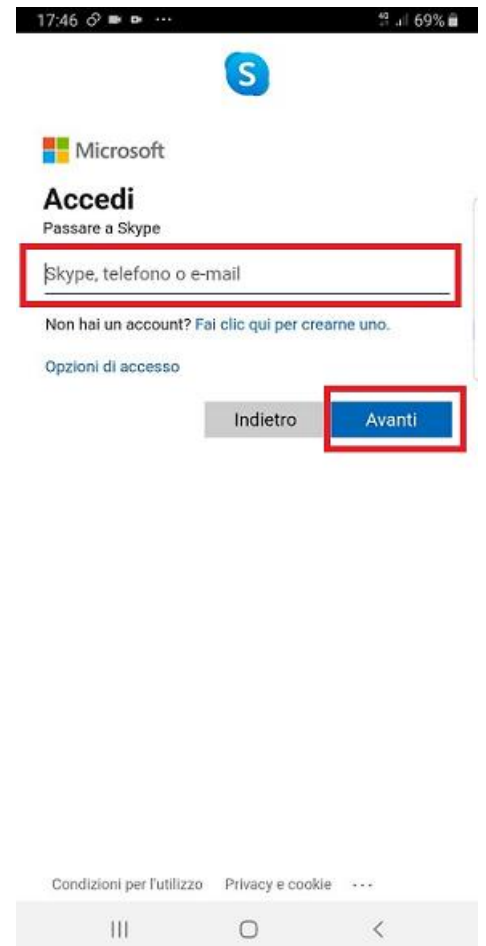 17:46 ...
4G 69%
S
Microsoft
Accedi
Passare a Skype
Skype, telefono o e-mail
Non hai un account? Fai clic qui per crearne uno.
Opzioni di accesso
Indietro Avanti
Condizioni per l'utilizzo Privacy e cookie ...